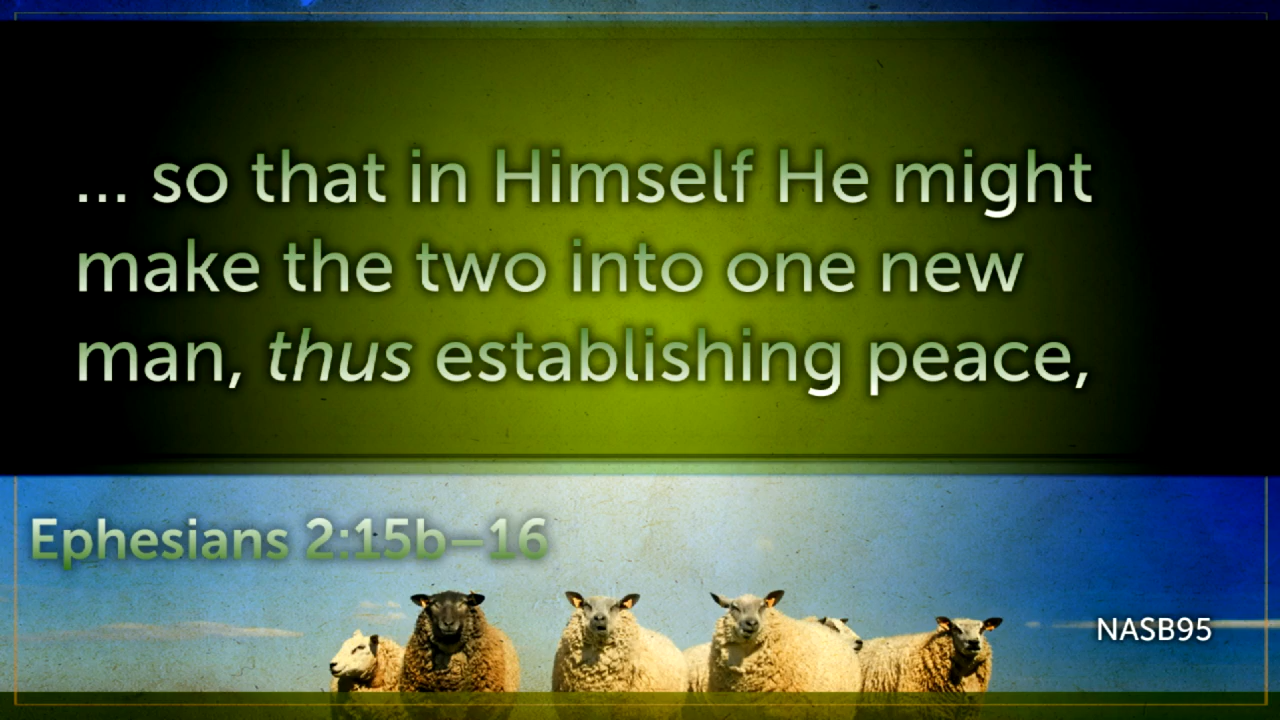 ... so that in Himself He might
make the two into one new
man, thus establishing peace,
Ephesians 2:15b–16
NASB95